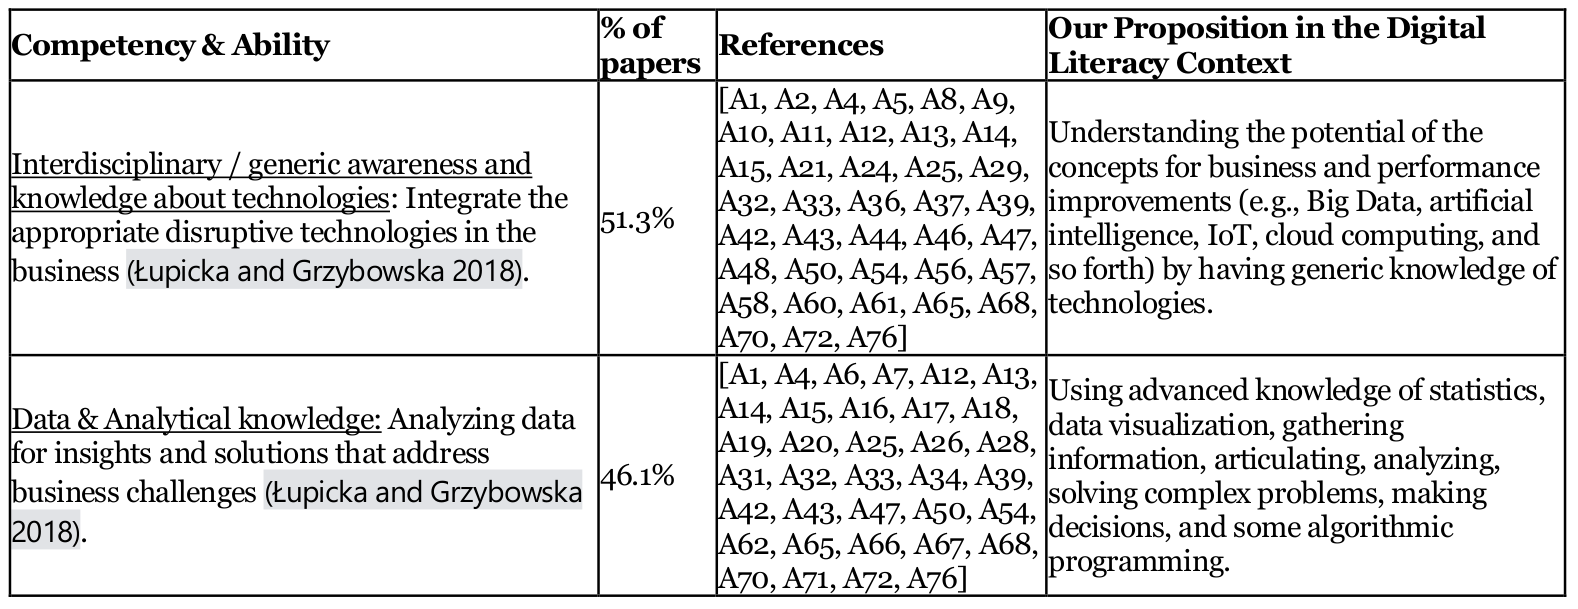 Competency & Ability
% of
papers
References
Our Proposition in the Digital
Literacy Context
Interdisciplinary / generic awareness and
knowledge about technologies: Integrate the
appropriate disruptive technologies in the
business (Łupicka and Grzybowska 2018).
51.3%
[A1, A2, A4, A5, A8, A9,
A10, A11, A12, A13, A14,
A15, A21, A24, A25, A29,
A32, A33, A36, A37, A39,
A42, A43, A44, A46, A47,
A48, A50, A54, A56, A57,
A58, A60, A61, A65, A68,
A70, A72, A76]
Understanding the potential of the
concepts for business and performance
improvements (e.g., Big Data, artificial
intelligence, IoT, cloud computing, and
so forth) by having generic knowledge of
technologies.
Data & Analytical knowledge: Analyzing data
for insights and solutions that address
business challenges (Łupicka and Grzybowska
2018).
46.1%
[A1, A4, A6, A7, A12, A13,
A14, A15, A16, A17, A18,
A19, A20, A25, A26, A28,
A31, A32, A33, A34, A39,
A42, A43, A47, A50, A54,
A62, A65, A66, A67, A68,
A70, A71, A72, A76]
Using advanced knowledge of statistics,
data visualization, gathering
information, articulating, analyzing,
solving complex problems, making
decisions, and some algorithmic
programming.